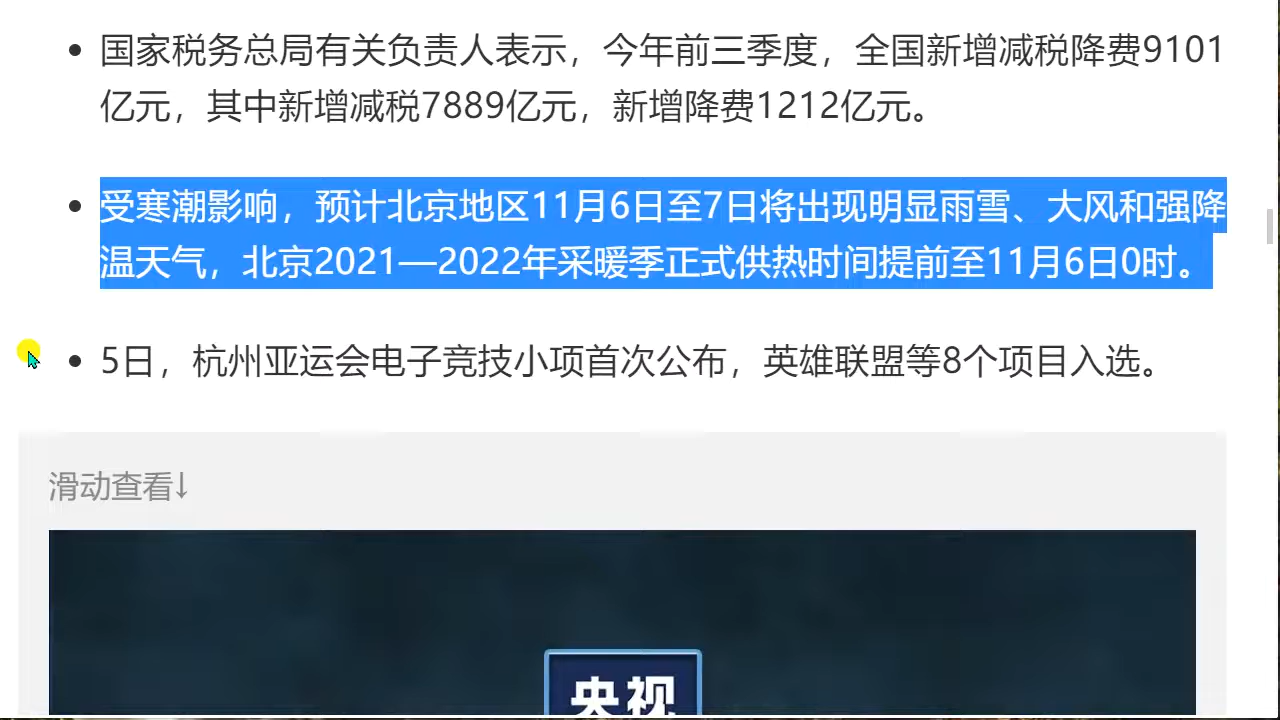 国家税务总局有关负责人表示，今年前三季度，全国新增减税降费9101
亿元，其中新增减税7889亿元，新增降费1212亿元。
受寒潮影响，预计北京地区11月6日至7日将出现明显雨雪、大风和强降
温天气，北京2021—2022年采暖季正式供热时间提前至11月6日0时。
5日，杭州亚运会电子竞技小项首次公布，英雄联盟等8个项目入选。
滑动查看↓
央视